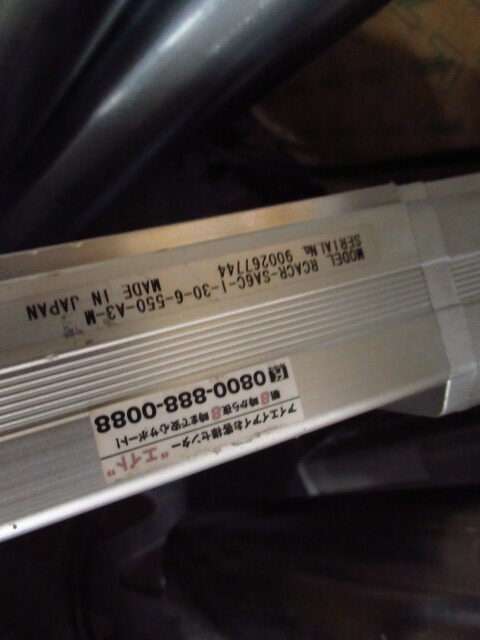 MODEL RCACR-SA6C-I-30-6-550-A3-M
SERIAL No. 900267744 MADE IN JAPAN
アイエイアイお客様センター "エイト"
朝8時から夜8時まで安心サポート!
0800-888-0088